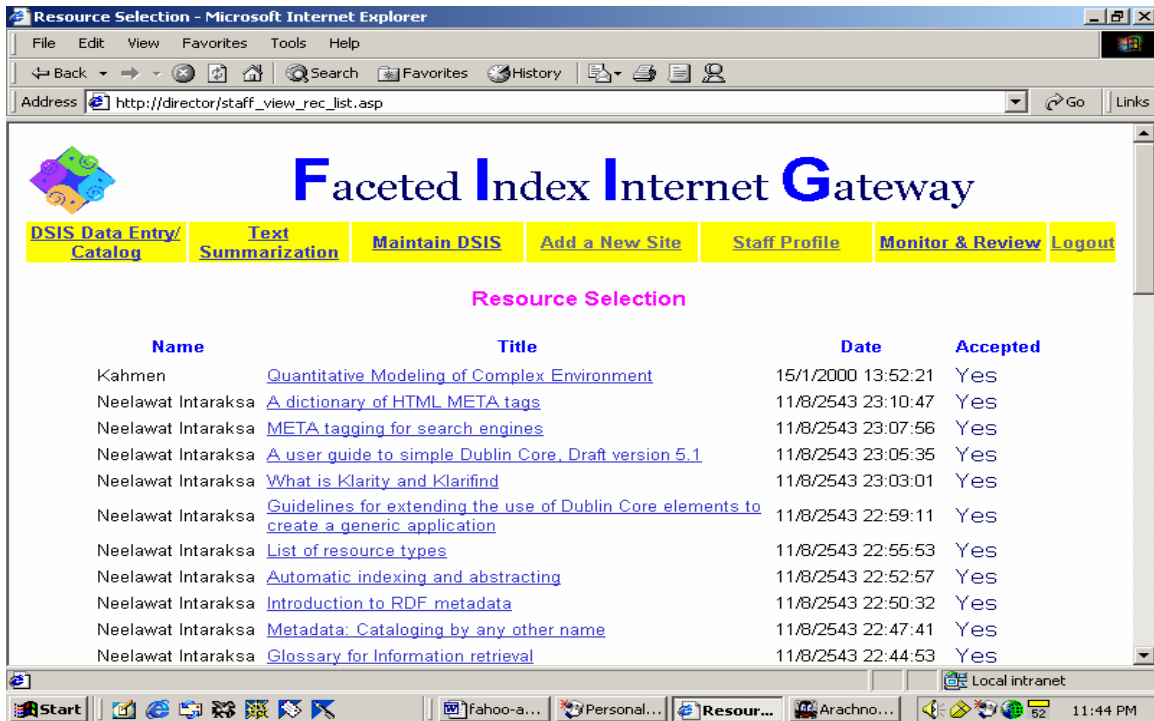 Resource Selection - Microsoft Internet Explorer
File Edit View Favorites Tools Help
Back Search Favorites History
Address http://director/staff_view_rec_list.asp Go Links
Faceted Index Internet Gateway
DSIS Data Entry/ Catalog Text Summarization Maintain DSIS Add a New Site Staff Profile Monitor & Review Logout
Resource Selection
Name Title Date Accepted
Kahmen Quantitative Modeling of Complex Environment 15/1/2000 13:52:21 Yes
Neelawat Intaraksa A dictionary of HTML META tags 11/8/2543 23:10:47 Yes
Neelawat Intaraksa META tagging for search engines 11/8/2543 23:07:56 Yes
Neelawat Intaraksa A user guide to simple Dublin Core, Draft version 5.1 11/8/2543 23:05:35 Yes
Neelawat Intaraksa What is Klarity and Klarifind 11/8/2543 23:03:01 Yes
Neelawat Intaraksa Guidelines for extending the use of Dublin Core elements to create a generic application 11/8/2543 22:59:11 Yes
Neelawat Intaraksa List of resource types 11/8/2543 22:55:53 Yes
Neelawat Intaraksa Automatic indexing and abstracting 11/8/2543 22:52:57 Yes
Neelawat Intaraksa Introduction to RDF metadata 11/8/2543 22:50:32 Yes
Neelawat Intaraksa Metadata: Cataloging by any other name 11/8/2543 22:47:41 Yes
Neelawat Intaraksa Glossary for Information retrieval 11/8/2543 22:44:53 Yes
Local intranet
Start fahoo-a... Personal... Resour... Arachno... 52 11:44 PM